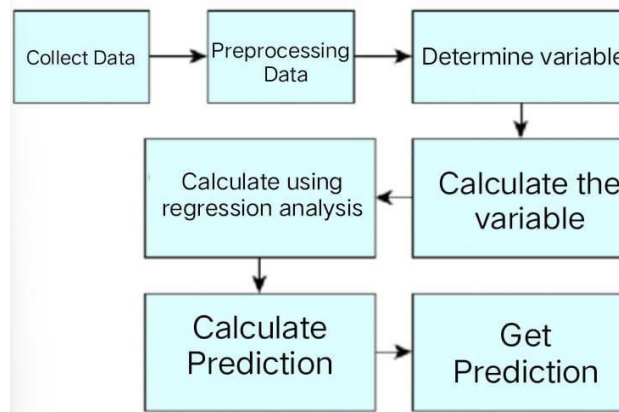 Collect Data
Preprocessing
Data
Determine variable
Calculate the
variable
Calculate using
regression analysis
Calculate
Prediction
Get
Prediction